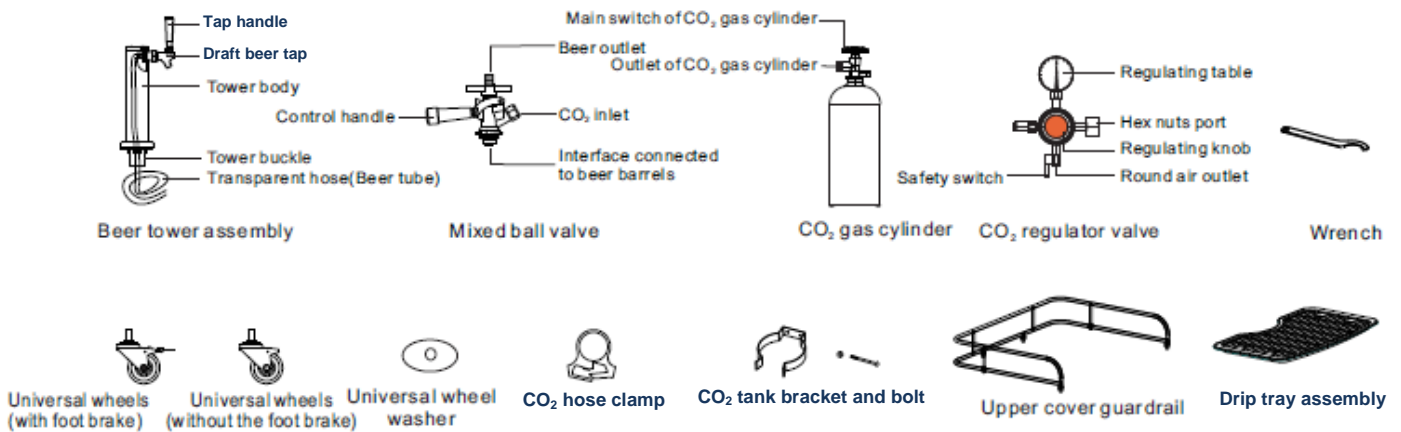 Tap handle
Draft beer tap
Tower body
Tower buckle
Transparent hose(Beer tube)
Beer tower assembly
Beer outlet
Control handle
CO₂ inlet
Interface connected
to beer barrels
Mixed ball valve
Main switch of CO₂ gas cylinder
Outlet of CO₂ gas cylinder
CO₂ gas cylinder
Regulating table
Hex nuts port
Regulating knob
Safety switch
Round air outlet
CO₂ regulator valve
Wrench
Universal wheels
(with foot brake)
Universal wheels
(without the foot brake)
Universal wheel
washer
CO₂ hose clamp
CO₂ tank bracket and bolt
Upper cover guardrail
Drip tray assembly